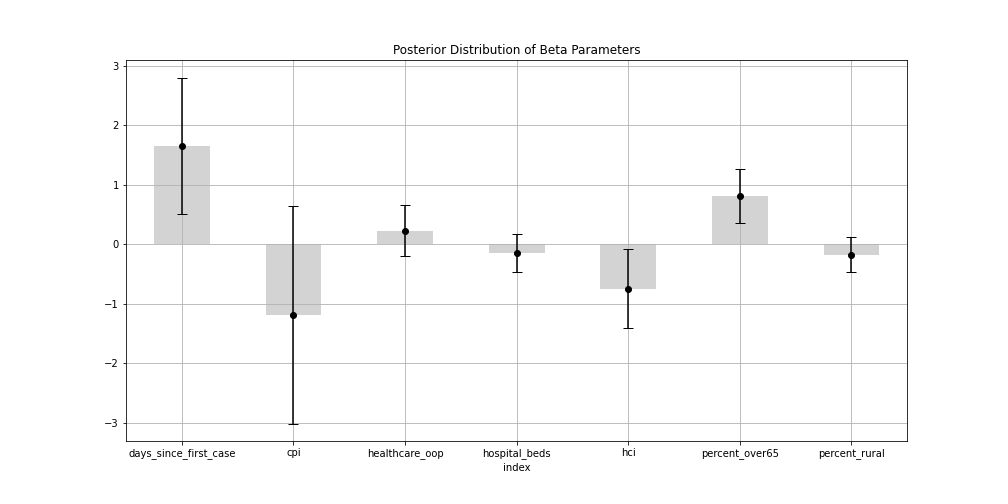 Posterior Distribution of Beta Parameters
3
2
1
0
−1
−2
−3
days_since_first_case cpi healthcare_oop hospital_beds hci percent_over65 percent_rural
index